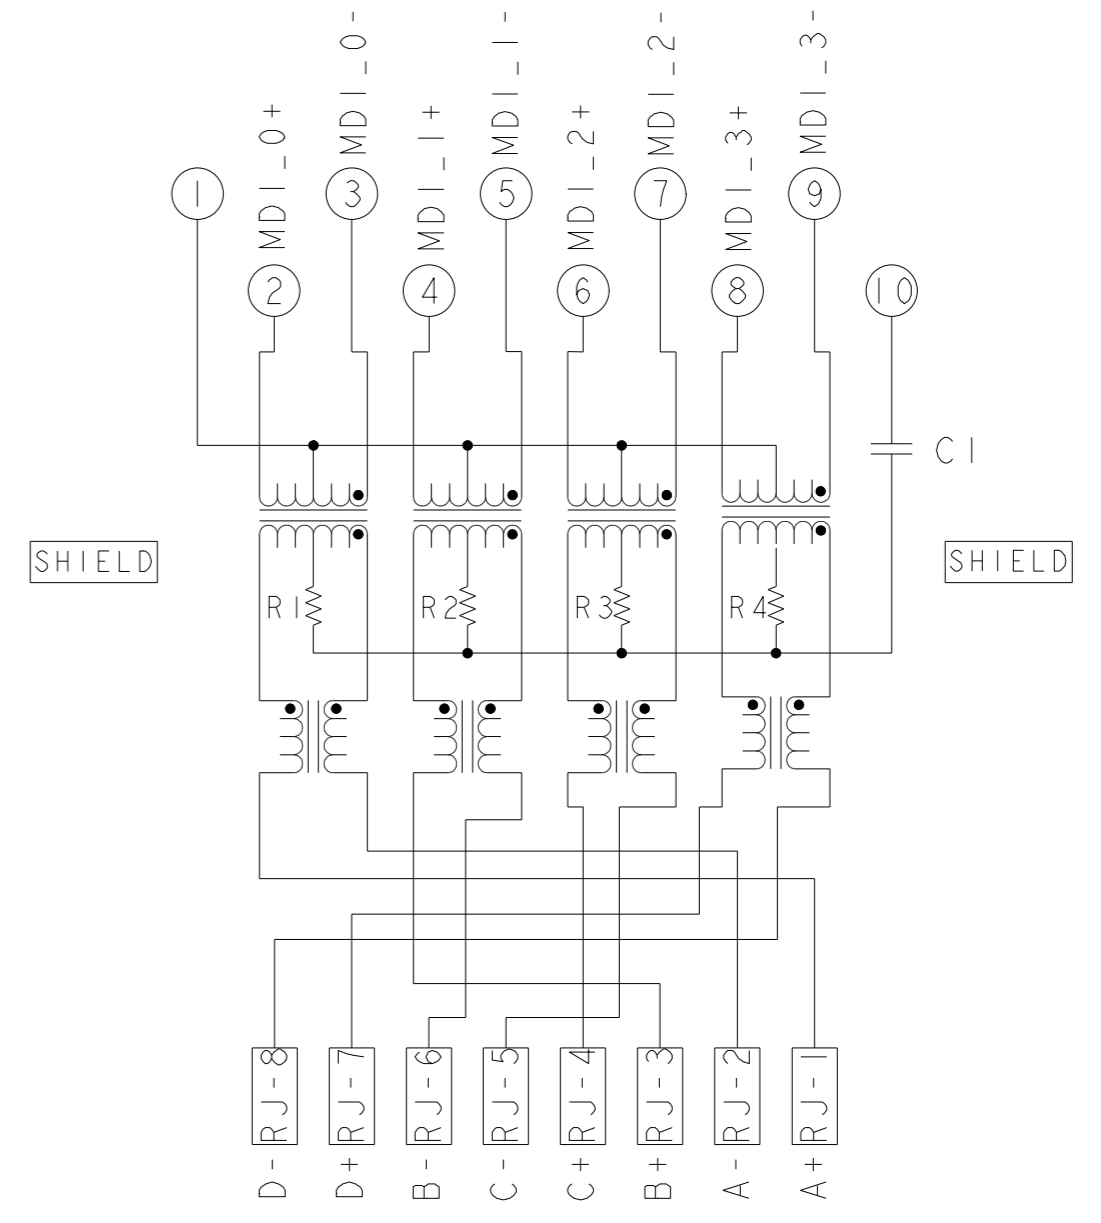 MDI_0+
MDI_0-
MDI_1+
MDI_1-
MDI_2+
MDI_2-
MDI_3+
MDI_3-
1
3
5
7
9
2
4
6
8
10
C1
SHIELD
SHIELD
R1
R2
R3
R4
RJ-8
RJ-7
RJ-6
RJ-5
RJ-4
RJ-3
RJ-2
RJ-1
D-
D+
B-
C-
C+
B+
A-
A+